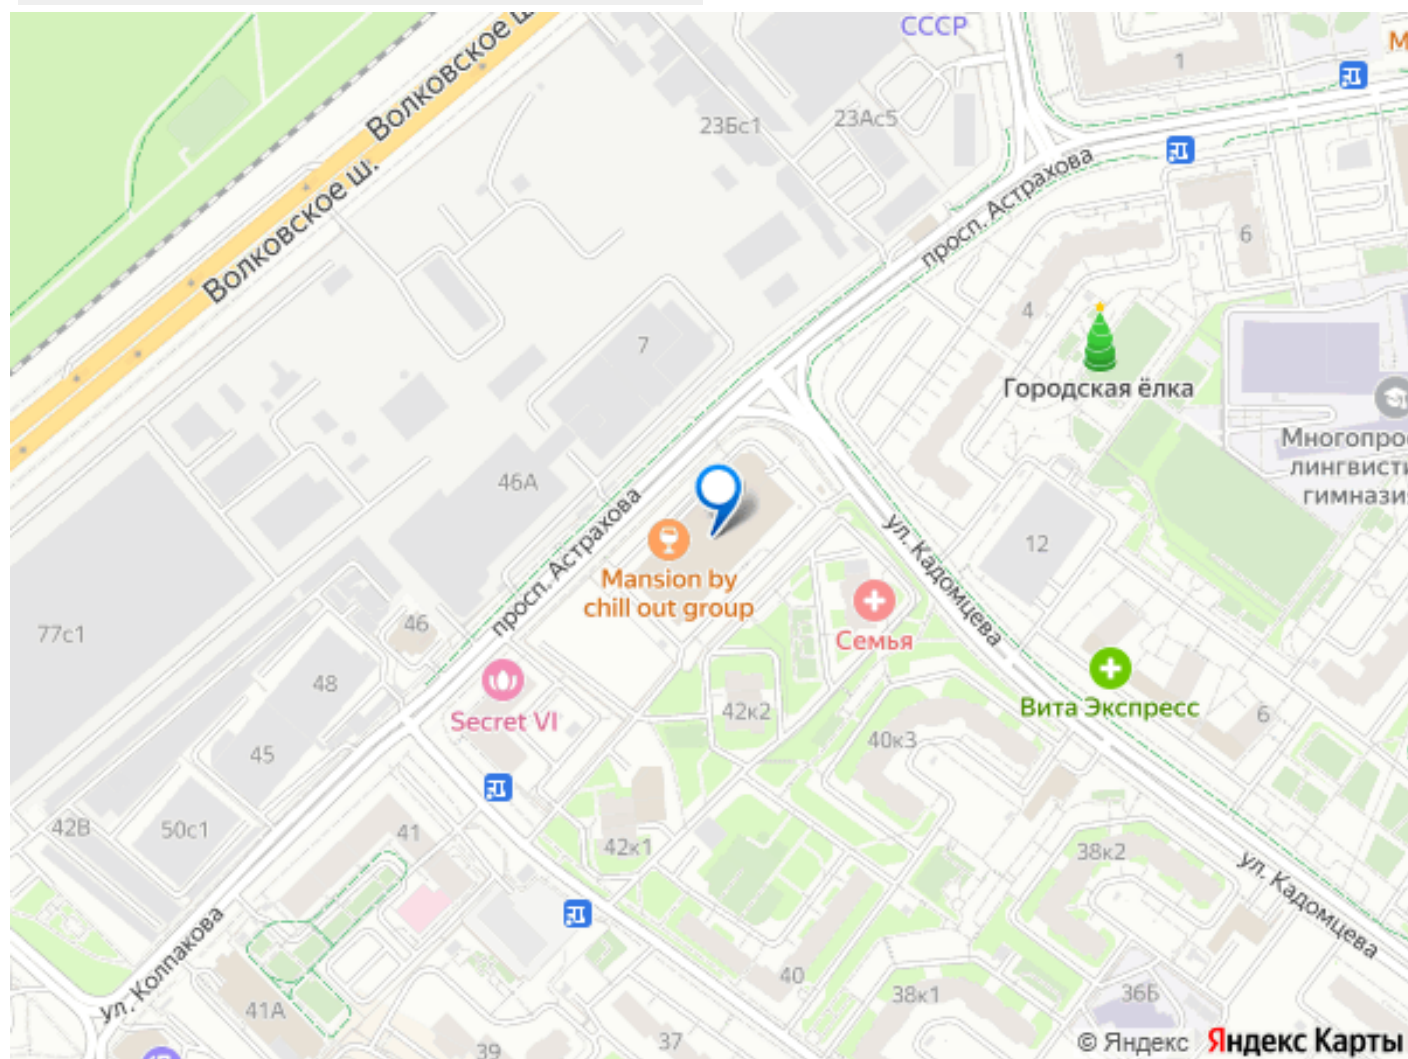 СССР
М
1
Волковское ш.
23Бс1
23Ас5
Волковское ш.
просп. Астрахова
6
4
7
Городская ёлка
Многопро
лингвисти
гимназия
46А
просп. Астрахова
ул. Кадомцева
12
Mansion by
chill out group
77с1
46
Семья
48
Secret VI
Вита Экспресс
42к2
6
40к3
45
42В
50с1
41
42к1
38к2
ул. Кадомцева
ул. Колпакова
40
38к1
36Б
41А
39
37
© Яндекс Яндекс Карты